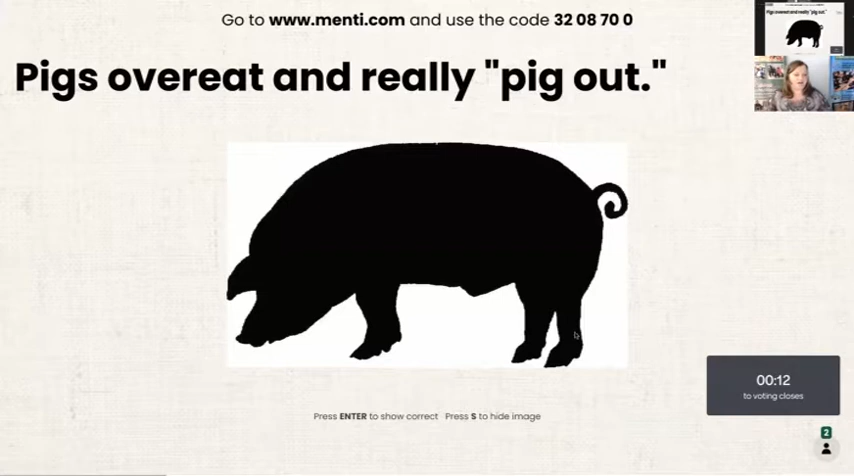 Go to www.menti.com and use the code 32 08 70 0
Pigs overeat and really "pig out."
Press ENTER to show correct Press S to hide image
00:12
to voting closes
2